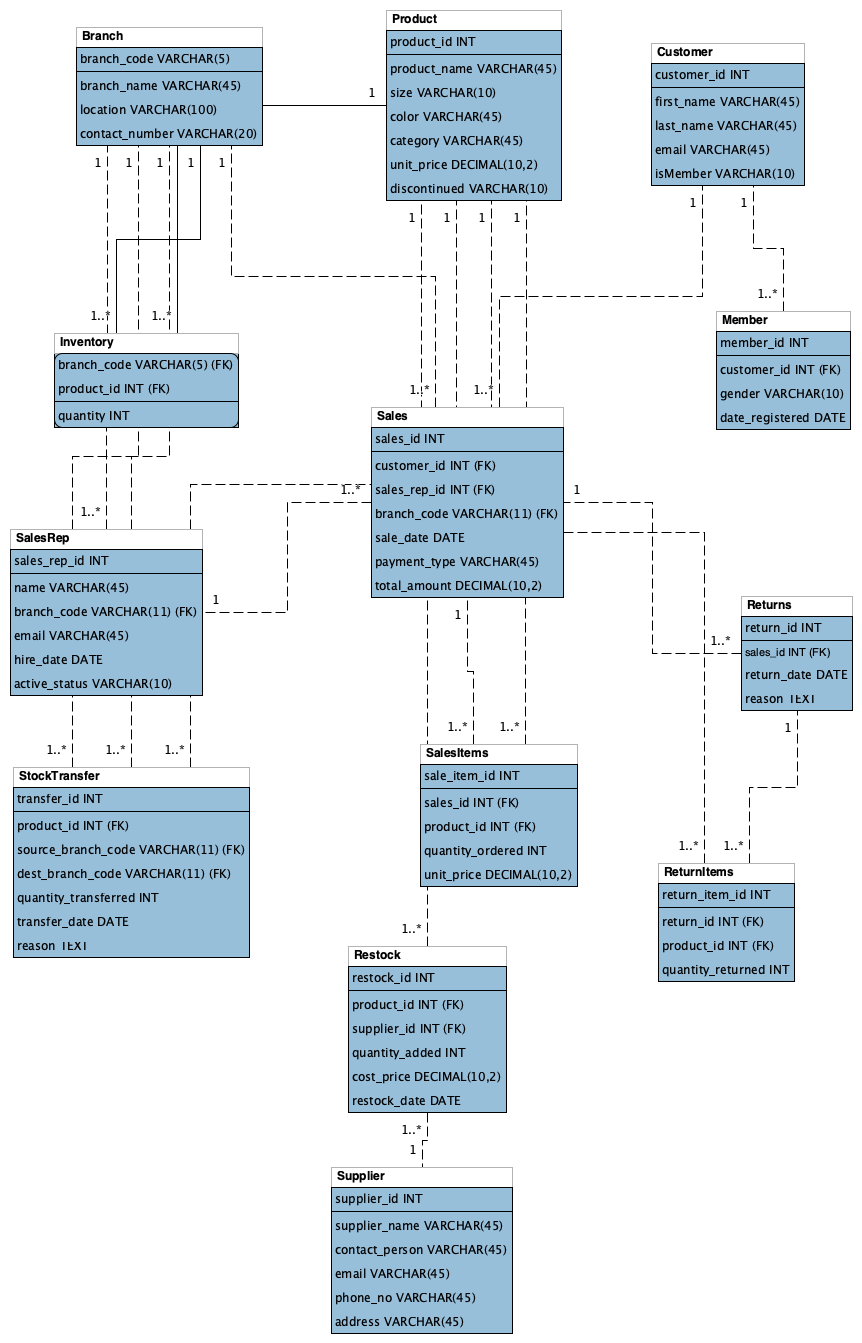 Branch
branch_code VARCHAR(5)
branch_name VARCHAR(45)
location VARCHAR(100)
contact_number VARCHAR(20)
Product
product_id INT
product_name VARCHAR(45)
size VARCHAR(10)
color VARCHAR(45)
category VARCHAR(45)
unit_price DECIMAL(10,2)
discontinued VARCHAR(10)
Customer
customer_id INT
first_name VARCHAR(45)
last_name VARCHAR(45)
email VARCHAR(45)
isMember VARCHAR(10)
1
1
1
1
1
1
1
1
1
1
1
1
1..*
1..*
1..*
Inventory
branch_code VARCHAR(5) (FK)
product_id INT (FK)
quantity INT
Member
member_id INT
customer_id INT (FK)
gender VARCHAR(10)
date_registered DATE
1..*
1..*
Sales
sales_id INT
customer_id INT (FK)
sales_rep_id INT (FK)
branch_code VARCHAR(11) (FK)
sale_date DATE
payment_type VARCHAR(45)
total_amount DECIMAL(10,2)
1..*
1
1..*
SalesRep
sales_rep_id INT
name VARCHAR(45)
branch_code VARCHAR(11) (FK)
email VARCHAR(45)
hire_date DATE
active_status VARCHAR(10)
1
1
1..*
Returns
return_id INT
sales_id INT (FK)
return_date DATE
reason TEXT
1
1..*
1..*
1..*
1..*
1..*
StockTransfer
transfer_id INT
product_id INT (FK)
source_branch_code VARCHAR(11) (FK)
dest_branch_code VARCHAR(11) (FK)
quantity_transferred INT
transfer_date DATE
reason TEXT
SalesItems
sale_item_id INT
sales_id INT (FK)
product_id INT (FK)
quantity_ordered INT
unit_price DECIMAL(10,2)
1..*
1..*
ReturnItems
return_item_id INT
return_id INT (FK)
product_id INT (FK)
quantity_returned INT
1..*
Restock
restock_id INT
product_id INT (FK)
supplier_id INT (FK)
quantity_added INT
cost_price DECIMAL(10,2)
restock_date DATE
1..*
1
Supplier
supplier_id INT
supplier_name VARCHAR(45)
contact_person VARCHAR(45)
email VARCHAR(45)
phone_no VARCHAR(45)
address VARCHAR(45)